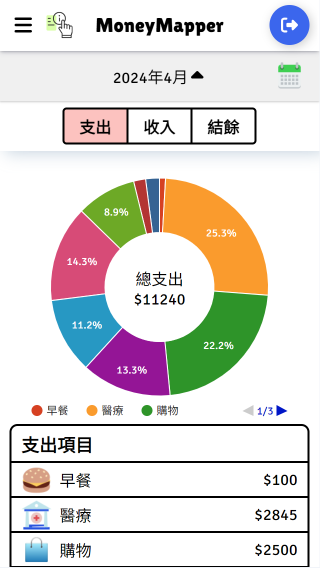 MoneyMapper
2024年4月
支出 收入 結餘
8.9%
25.3%
14.3%
總支出
$11240
11.2%
22.2%
13.3%
早餐 醫療 購物 1/3
支出項目
早餐 $100
醫療 $2845
購物 $2500